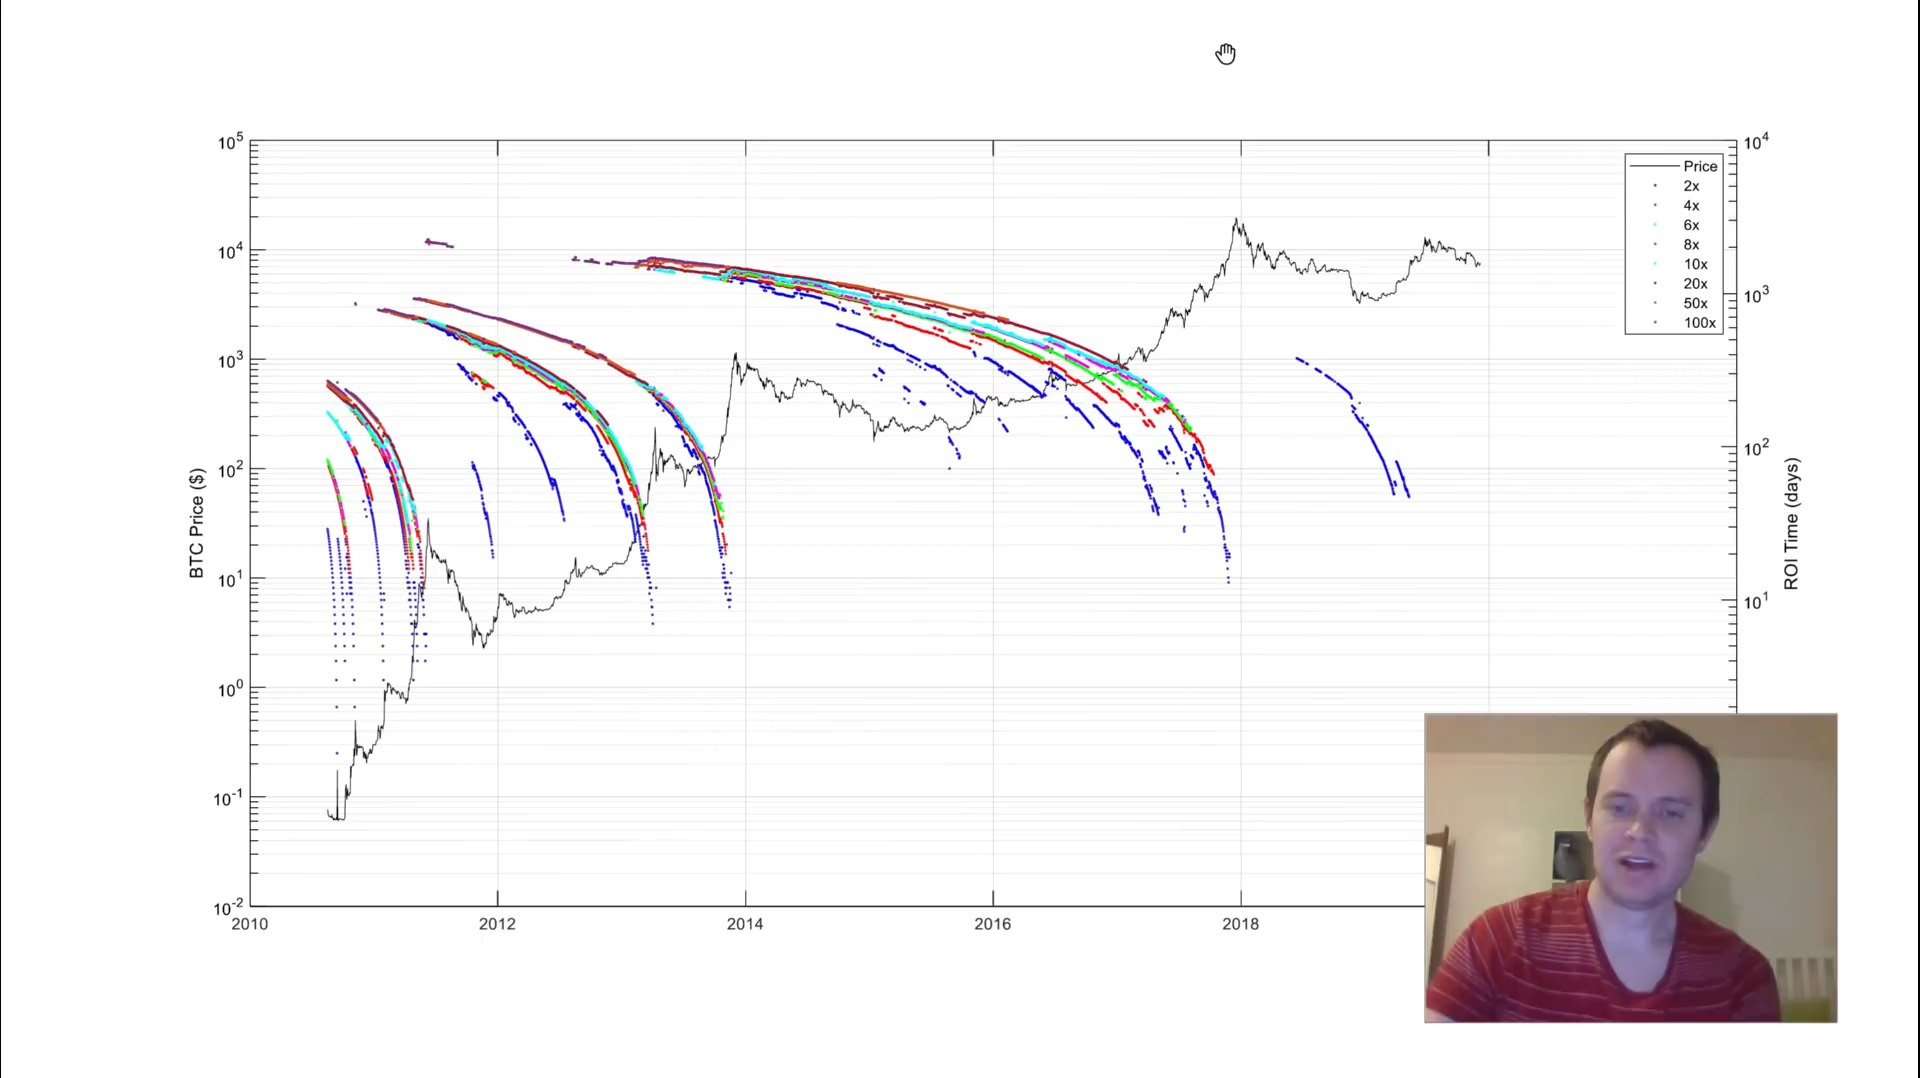 10^5
10^4
10^3
10^2
10^1
10^0
10^-1
10^-2
BTC Price ($)
2010
2012
2014
2016
2018
10^4
10^3
10^2
10^1
ROI Time (days)
Price
2x
4x
6x
8x
10x
20x
50x
100x